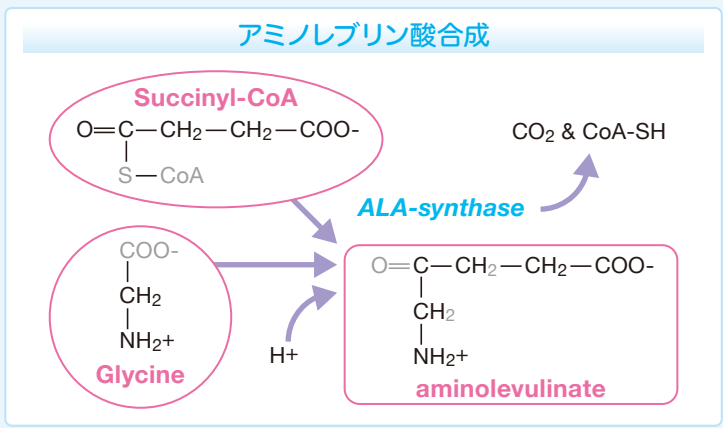 アミノレブリン酸合成
Succinyl-CoA
O=C—CH2—CH2—COO-
S—CoA
CO2 & CoA-SH
ALA-synthase
COO-
CH2
NH2+
Glycine
H+
O=C—CH2—CH2—COO-
CH2
NH2+
aminolevulinate